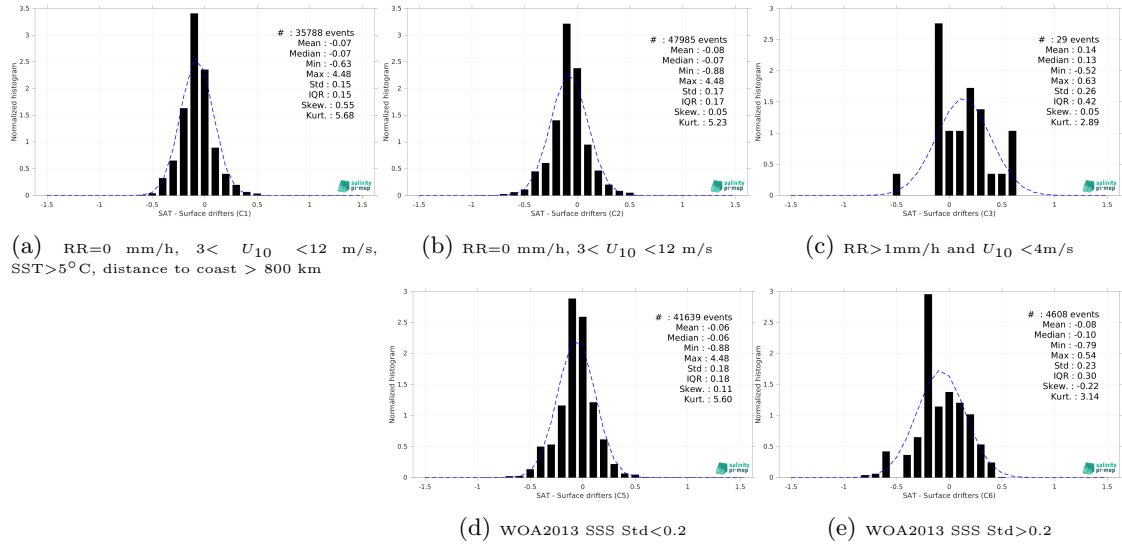 3.5
3
2.5
2
1.5
1
0.5
0
Normalized histogram
# : 35788 events
Mean : -0.07
Median : -0.07
Min : -0.63
Max : 4.48
Std : 0.15
IQR : 0.15
Skew. : 0.55
Kurt. : 5.68
salinity
pi-mep
-1.5 -1 -0.5 0 0.5 1 1.5
SAT - Surface drifters (C1)
(a) RR=0 mm/h, 3< U10 <12 m/s,
SST>5°C, distance to coast > 800 km
3.5
3
2.5
2
1.5
1
0.5
0
Normalized histogram
# : 47985 events
Mean : -0.08
Median : -0.07
Min : -0.88
Max : 4.48
Std : 0.17
IQR : 0.17
Skew. : 0.05
Kurt. : 5.23
salinity
pi-mep
-1.5 -1 -0.5 0 0.5 1 1.5
SAT - Surface drifters (C2)
(b) RR=0 mm/h, 3< U10 <12 m/s
3
2.5
2
1.5
1
0.5
0
Normalized histogram
# : 29 events
Mean : 0.14
Median : 0.13
Min : -0.52
Max : 0.63
Std : 0.26
IQR : 0.42
Skew. : 0.05
Kurt. : 2.89
salinity
pi-mep
-1.5 -1 -0.5 0 0.5 1 1.5
SAT - Surface drifters (C3)
(c) RR>1mm/h and U10 <4m/s
3
2.5
2
1.5
1
0.5
0
Normalized histogram
# : 41639 events
Mean : -0.06
Median : -0.06
Min : -0.88
Max : 4.48
Std : 0.18
IQR : 0.18
Skew. : 0.11
Kurt. : 5.60
salinity
pi-mep
-1.5 -1 -0.5 0 0.5 1 1.5
SAT - Surface drifters (C5)
(d) WOA2013 SSS Std<0.2
3
2.5
2
1.5
1
0.5
0
Normalized histogram
# : 4608 events
Mean : -0.08
Median : -0.10
Min : -0.79
Max : 0.54
Std : 0.23
IQR : 0.30
Skew. : -0.22
Kurt. : 3.14
salinity
pi-mep
-1.5 -1 -0.5 0 0.5 1 1.5
SAT - Surface drifters (C6)
(e) WOA2013 SSS Std>0.2